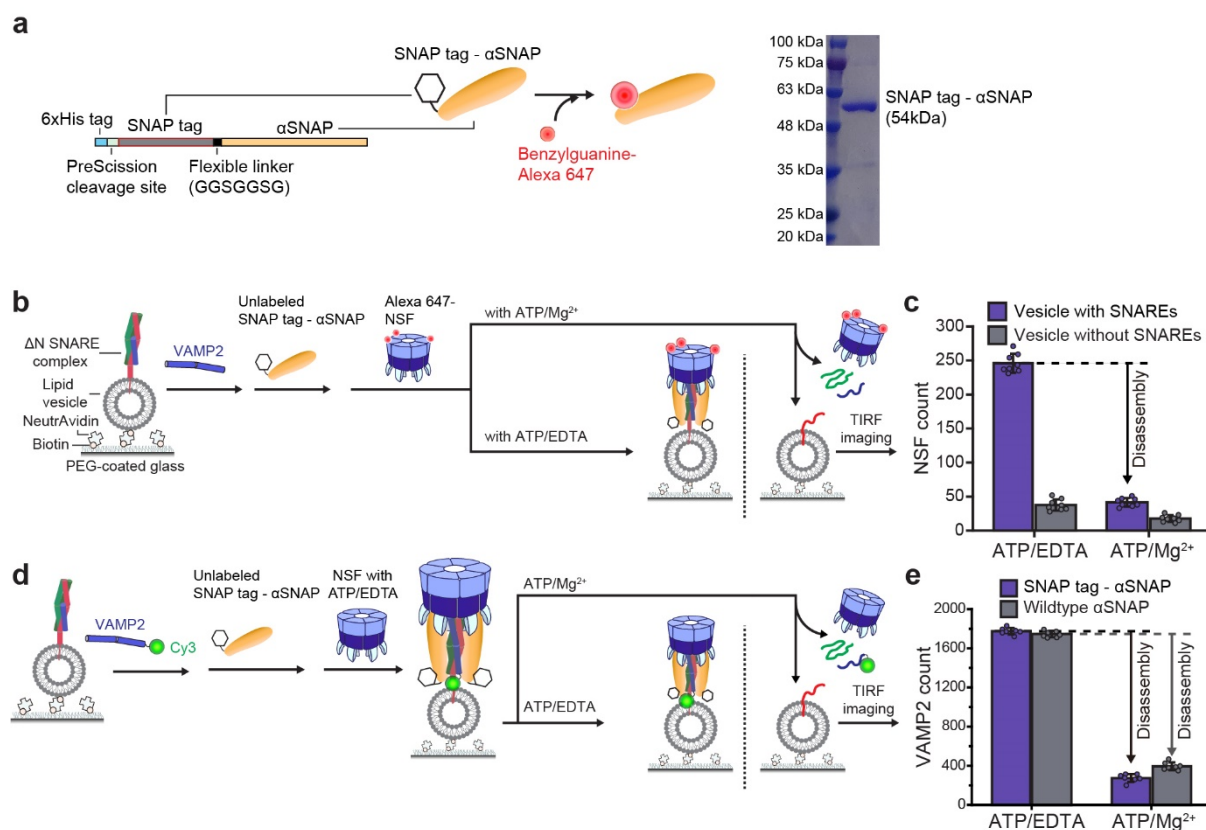 a
SNAP tag - αSNAP
6xHis tag
SNAP tag
αSNAP
PreScission
cleavage site
Flexible linker
(GGSGGSG)
Benzylguanine-
Alexa 647
100 kDa
75 kDa
63 kDa
48 kDa
35 kDa
25 kDa
20 kDa
SNAP tag - αSNAP
(54kDa)
b
ΔN SNARE
complex
Lipid
vesicle
NeutrAvidin
Biotin
PEG-coated glass
VAMP2
Unlabeled
SNAP tag - αSNAP
Alexa 647-
NSF
with ATP/Mg²⁺
with ATP/EDTA
TIRF
imaging
c
Vesicle with SNAREs
Vesicle without SNAREs
NSF count
300
250
200
150
100
50
0
Disassembly
ATP/EDTA
ATP/Mg²⁺
d
VAMP2
Cy3
Unlabeled
SNAP tag - αSNAP
NSF with
ATP/EDTA
ATP/Mg²⁺
ATP/EDTA
TIRF
imaging
e
SNAP tag - αSNAP
Wildtype αSNAP
VAMP2 count
2000
1600
1200
800
400
0
Disassembly
Disassembly
ATP/EDTA
ATP/Mg²⁺